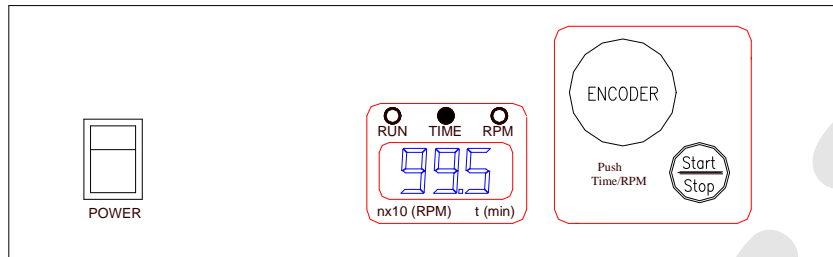 ENCODER
RUN TIME RPM
99.5
Push
Time/RPM
Start
Stop
POWER
nx10 (RPM) t (min)